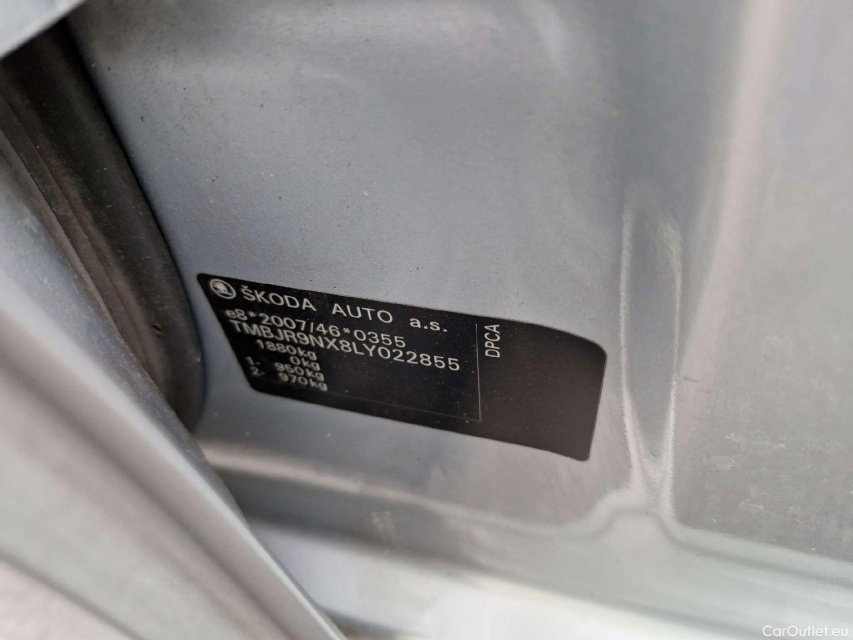 ŠKODA AUTO a.s.
e8*2007/46*0355
TMBJR9NX8LY022855
1880kg
0kg
1. 950kg
2. 970kg
DPCA
CarOutlet.eu